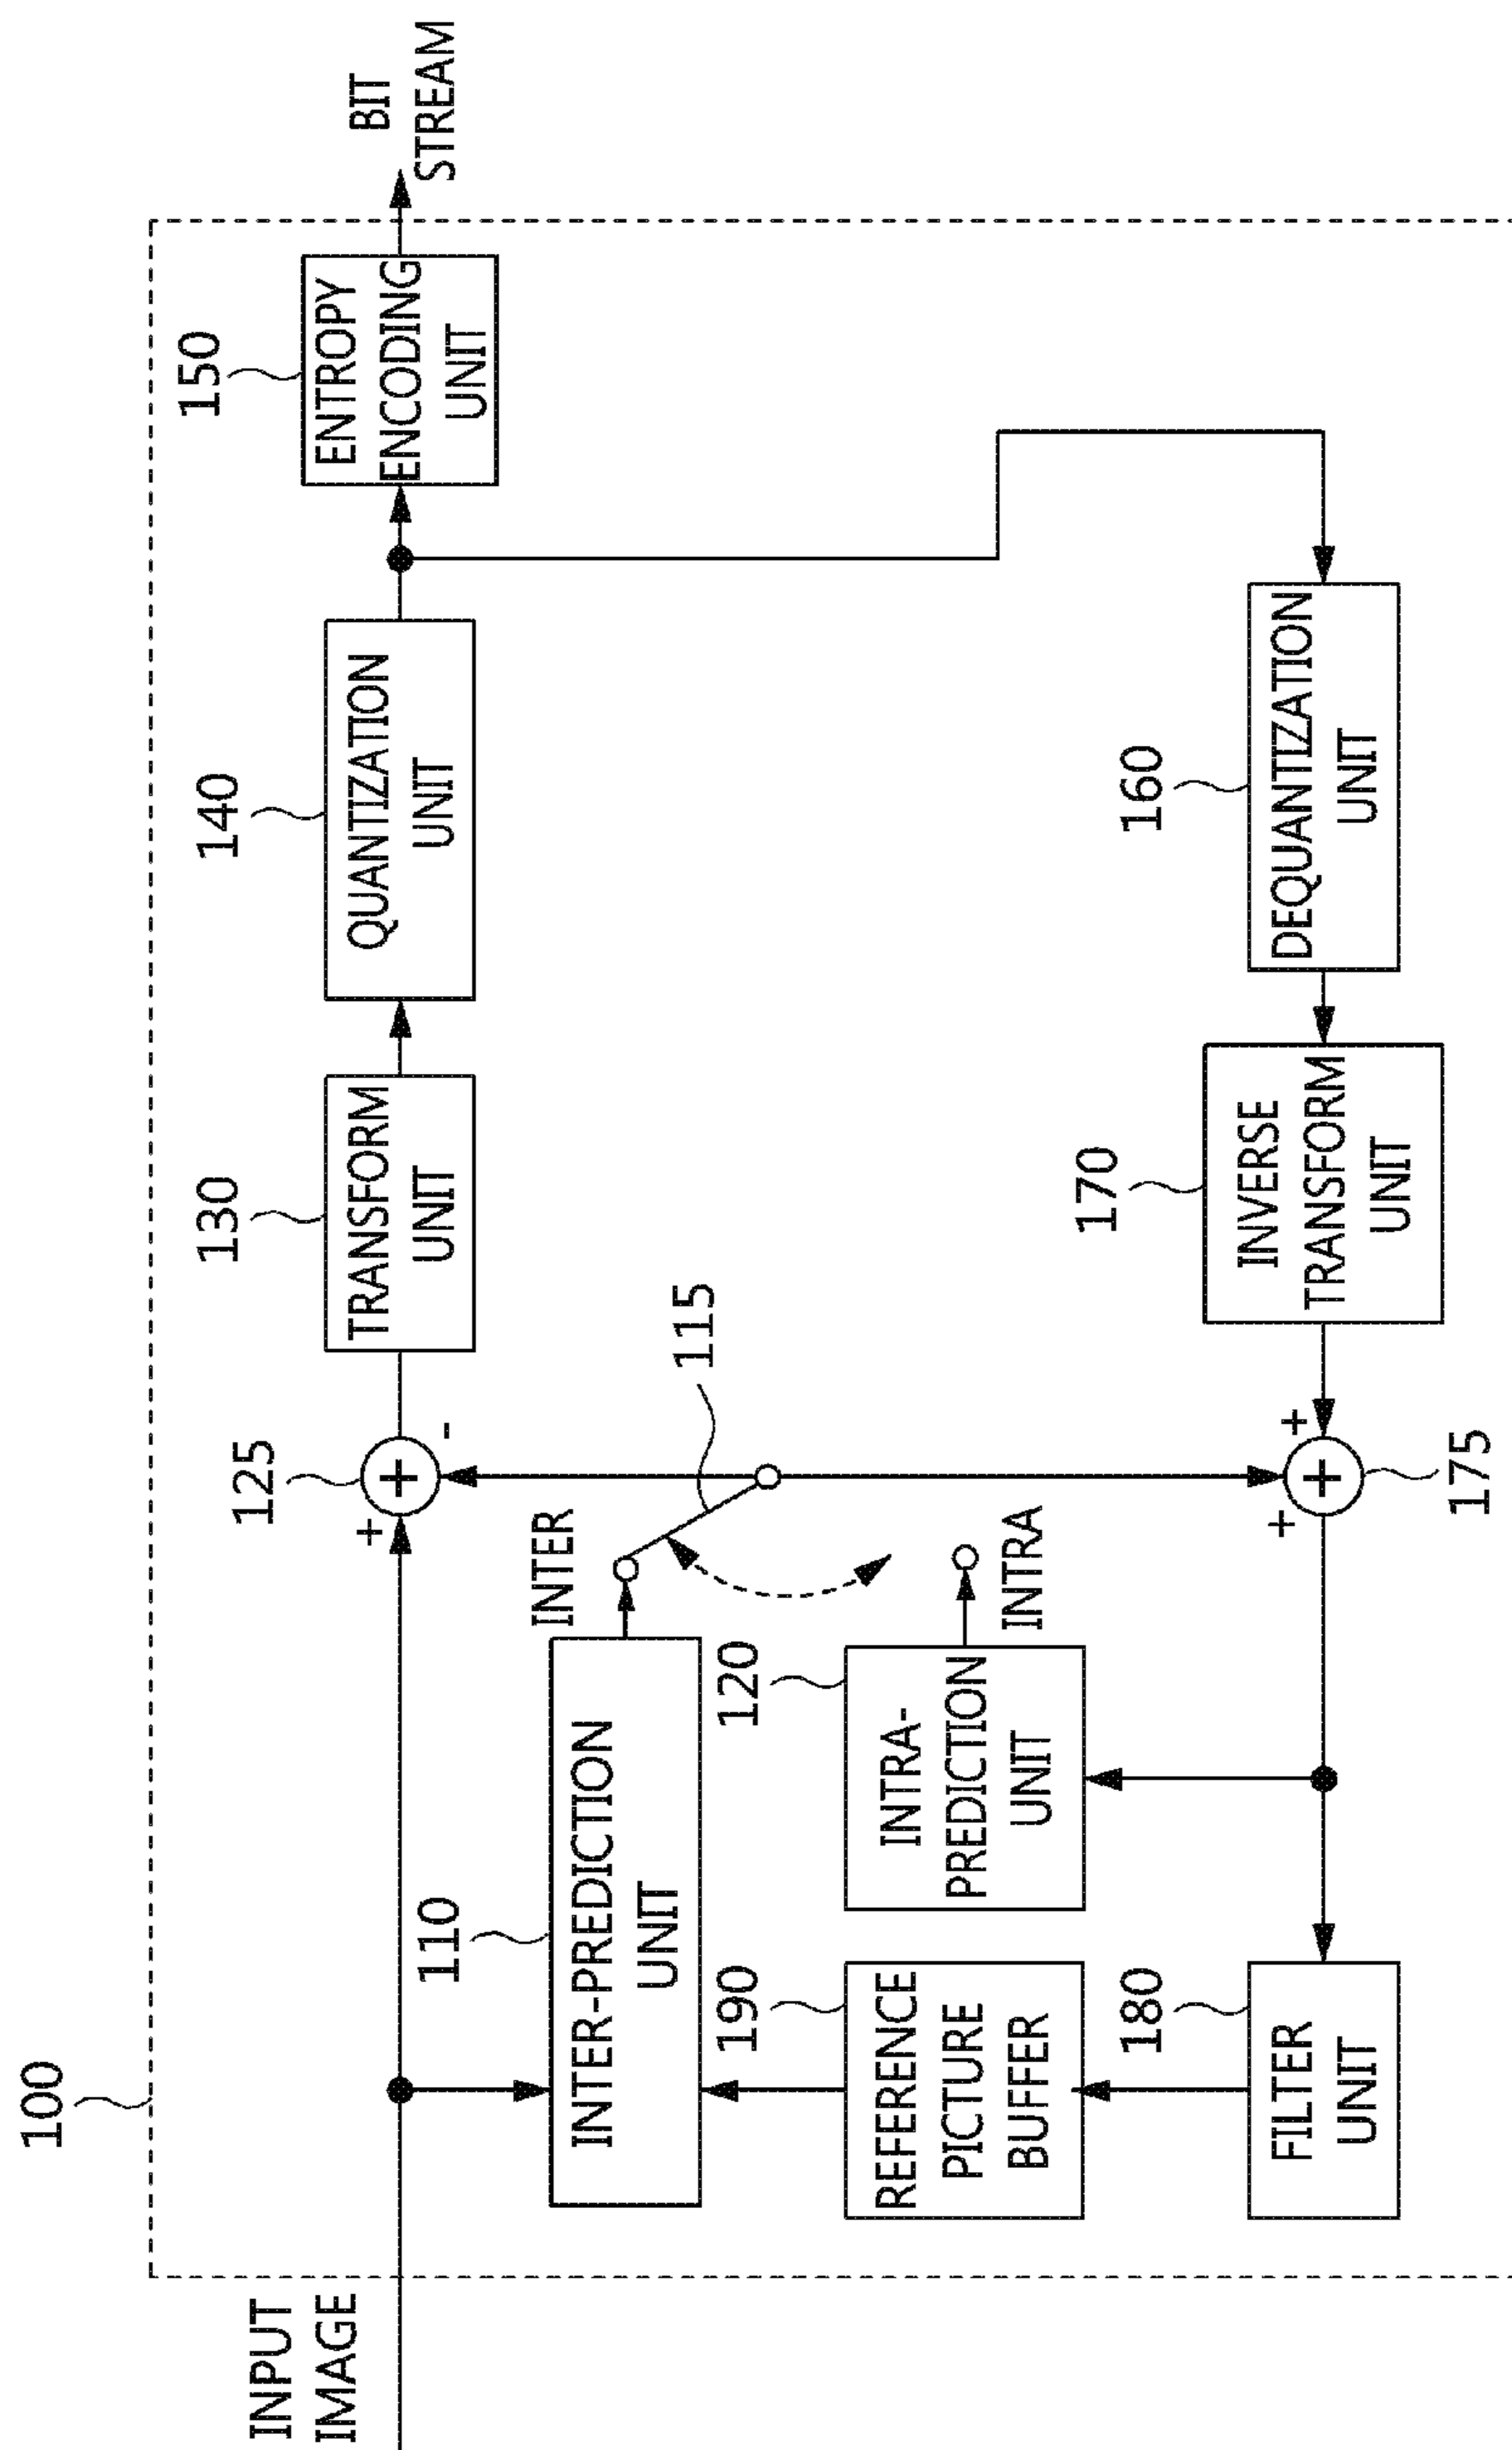 100
INPUT
IMAGE
125
+
+
-
130
TRANSFORM
UNIT
140
QUANTIZATION
UNIT
150
ENTROPY
ENCODING
UNIT
BIT
STREAM
110
INTER-PREDICTION
UNIT
INTER
115
190
REFERENCE
PICTURE
BUFFER
120
INTRA-
PREDICTION
UNIT
INTRA
180
FILTER
UNIT
+
+
+
175
170
INVERSE
TRANSFORM
UNIT
160
DEQUANTIZATION
UNIT